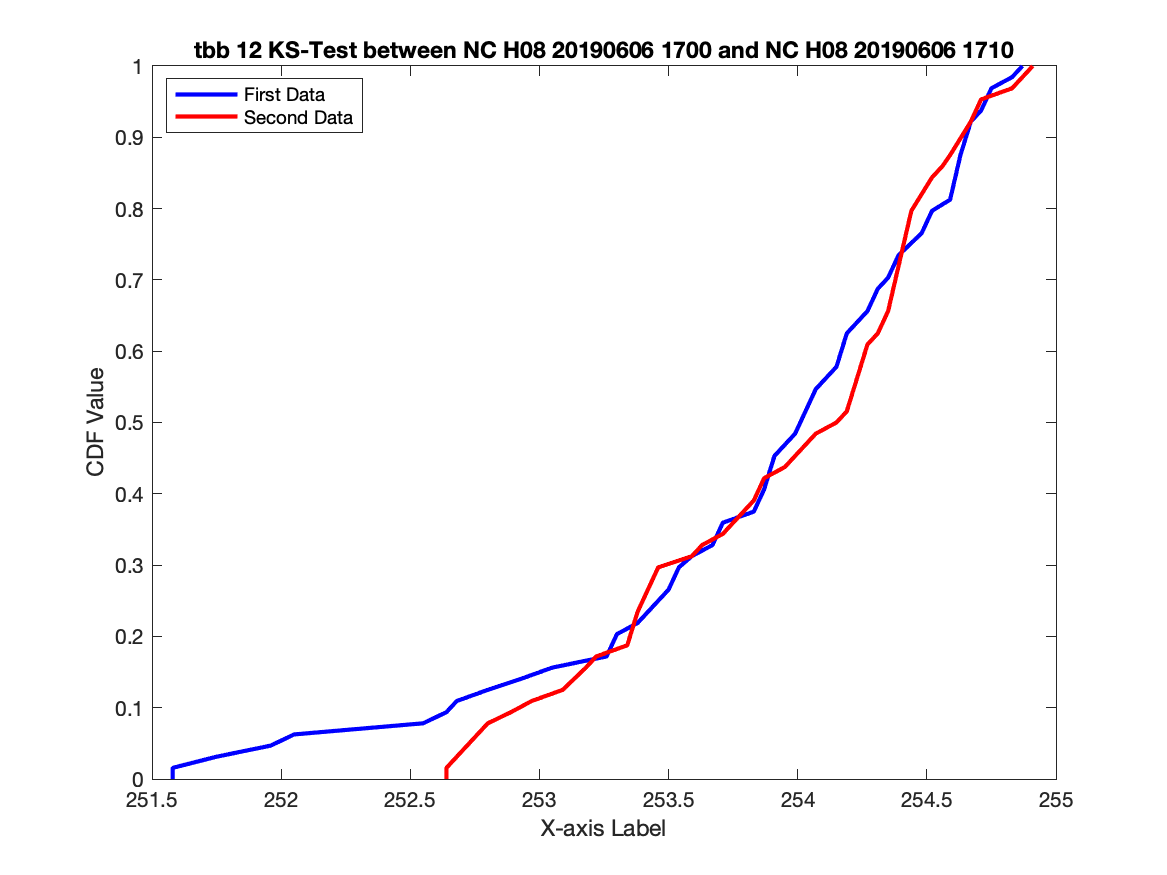 tbb 12 KS-Test between NC H08 20190606 1700 and NC H08 20190606 1710
First Data
Second Data
1
0.9
0.8
0.7
0.6
0.5
0.4
0.3
0.2
0.1
0
CDF Value
251.5 252 252.5 253 253.5 254 254.5 255
X-axis Label